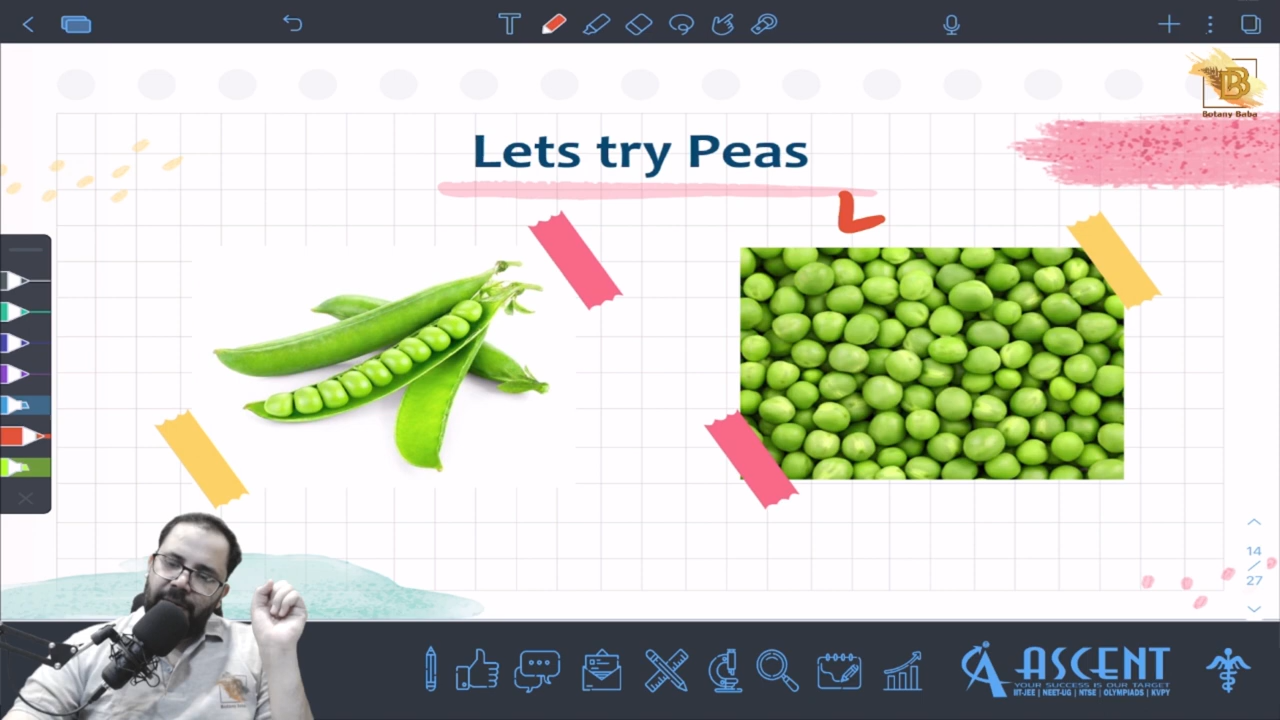 T
B
Botany Baba
Lets try Peas
14
/
27
ASCENT
YOUR SUCCESS IS OUR TARGET
IIT-JEE | NEET-UG | NTSE | OLYMPIADS | KVPY